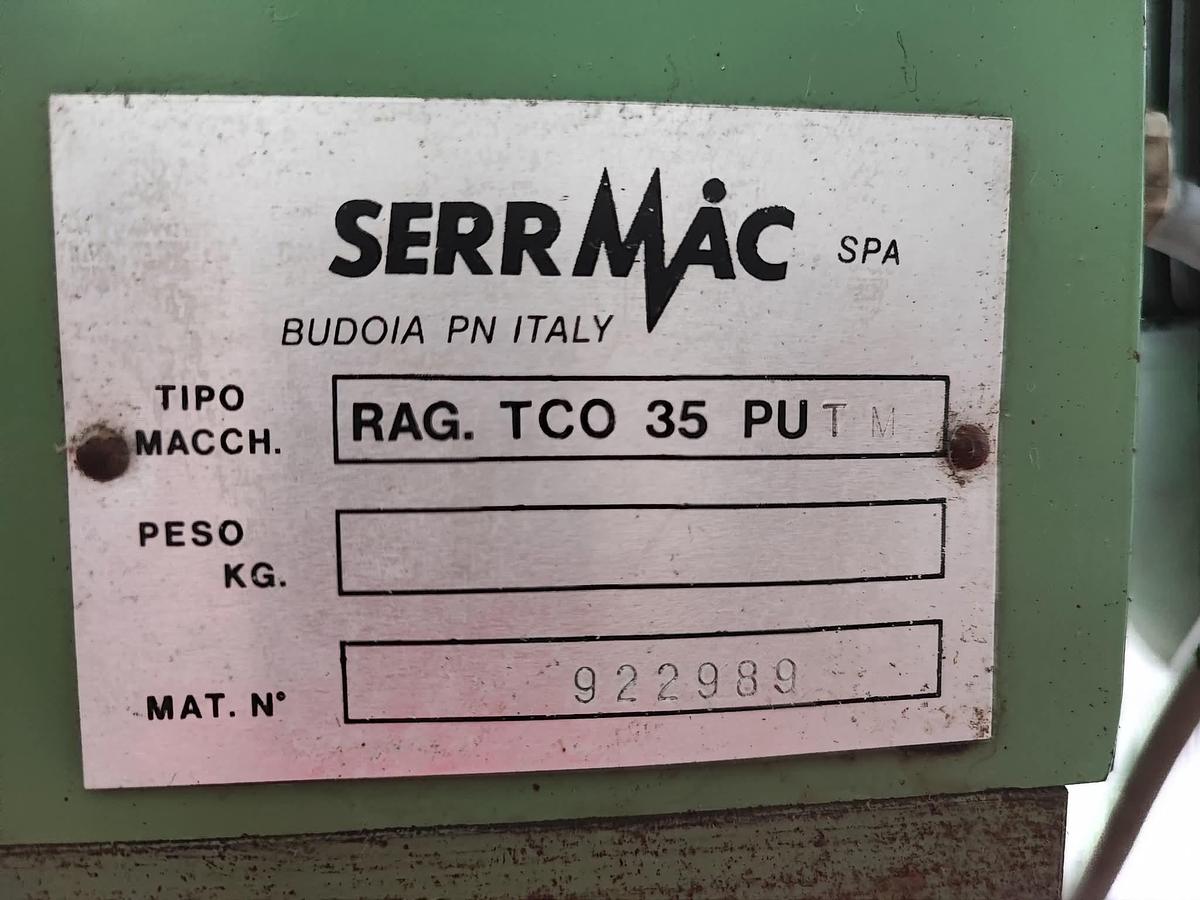 SERRMAC SPA
BUDOIA PN ITALY
TIPO
MACCH.
RAG. TCO 35 PUTM
PESO
KG.
MAT. N°
922989